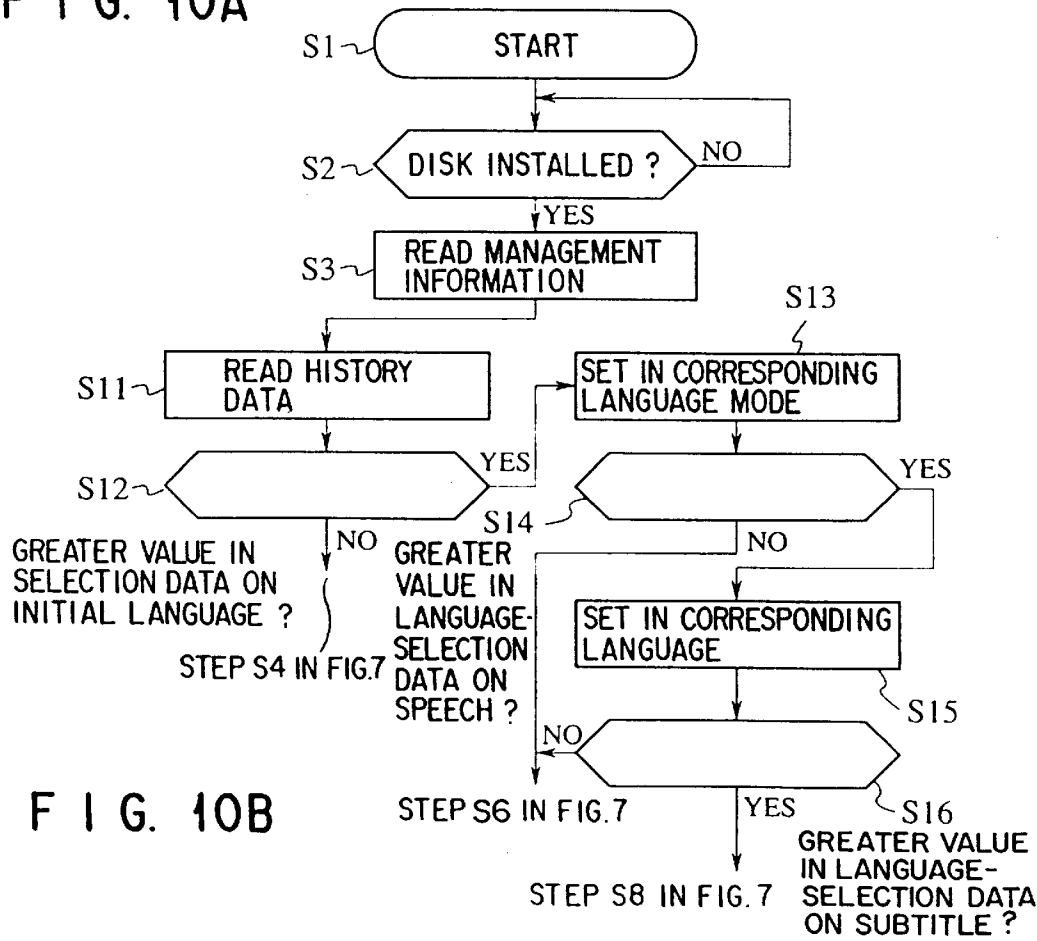 F I G. 10A
S1
START
S2
DISK INSTALLED ?
NO
YES
S3
READ MANAGEMENT
INFORMATION
S11
READ HISTORY
DATA
S13
SET IN CORRESPONDING
LANGUAGE MODE
S12
YES
NO
GREATER VALUE IN
SELECTION DATA ON
INITIAL LANGUAGE ?
STEP S4 IN FIG.7
S14
YES
NO
GREATER
VALUE IN
LANGUAGE-
SELECTION
DATA ON
SPEECH ?
SET IN CORRESPONDING
LANGUAGE
S15
NO
STEP S6 IN FIG.7
YES
S16
GREATER VALUE
IN LANGUAGE-
SELECTION DATA
ON SUBTITLE ?
STEP S8 IN FIG.7
F I G. 10B